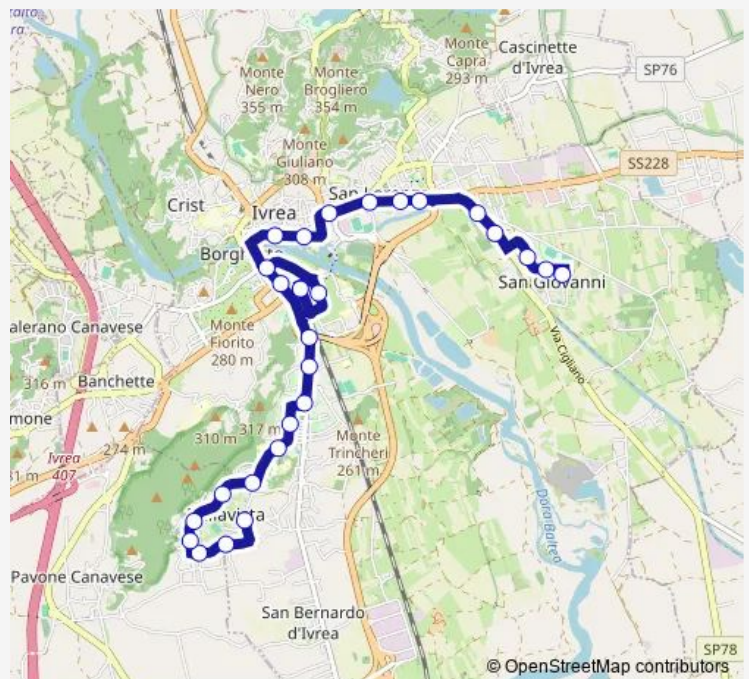 Monte
Capra
293 m
Cascinette
d'Ivrea
SP76
Monte
Nero
355 m
Monte
Brogliero
354 m
Monte
Giuliano
308 m
SS228
Crist
Ivrea
San Giovanni
alerano Canavese
Monte
Fiorito
280 m
Via Cigliano
316 m
Banchette
mone
274 m
310 m
317 m
Monte
Trincheri
261 m
Ivrea
407
Dora Baltea
Pavone Canavese
San Bernardo
d'Ivrea
SP78
© OpenStreetMap contributors